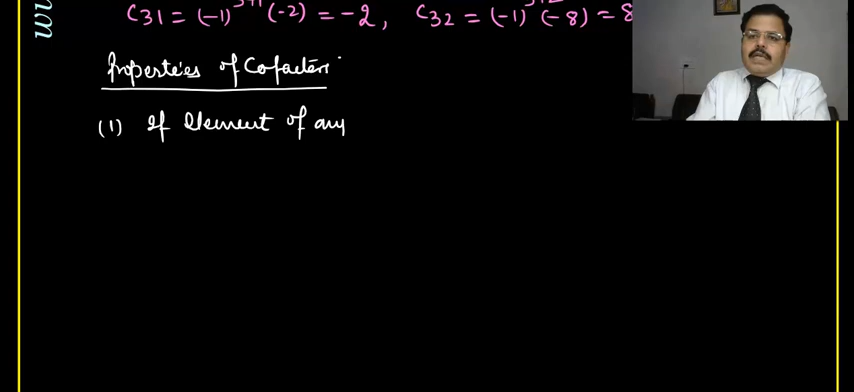 C31 = (-1)^3+1 (-2) = -2, C32 = (-1)^3+2 (-8) = 8
Properties of Cofactors
(1) If Element of any